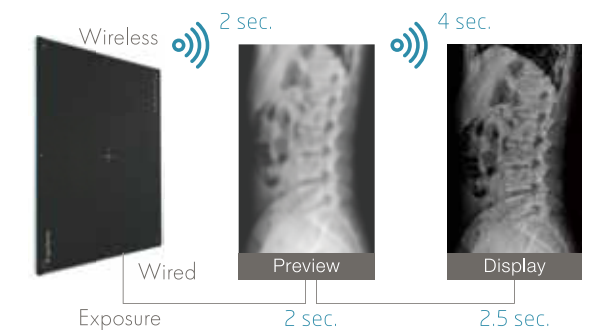 Wireless
2 sec.
4 sec.
Wired
Preview
Display
Exposure
2 sec.
2.5 sec.